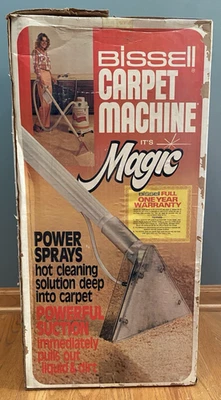 BISSELL®
CARPET
MACHINE
IT'S
Magic
BISSELL FULL
ONE YEAR
WARRANTY
POWER
SPRAYS
hot cleaning
solution deep
into carpet
POWERFUL
SUCTION
immediately
pulls out
liquid & dirt